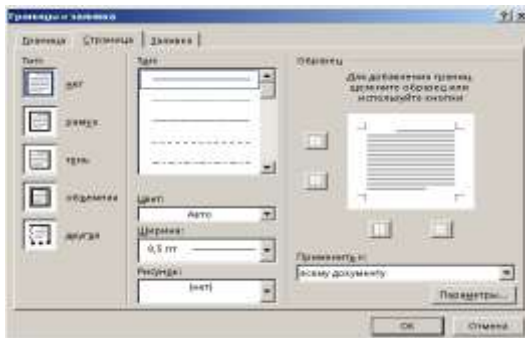 Границы и заливка
Граница
Страница
Заливка
Тип:
нет
рамка
тень
объемная
другая
Тип:
Цвет:
Авто
Ширина:
0,5 пт
Рисунок:
(нет)
Образец
Для добавления границ
щелкните образец или
используйте кнопки
Применить к:
всему документу
Параметры...
ОК
Отмена